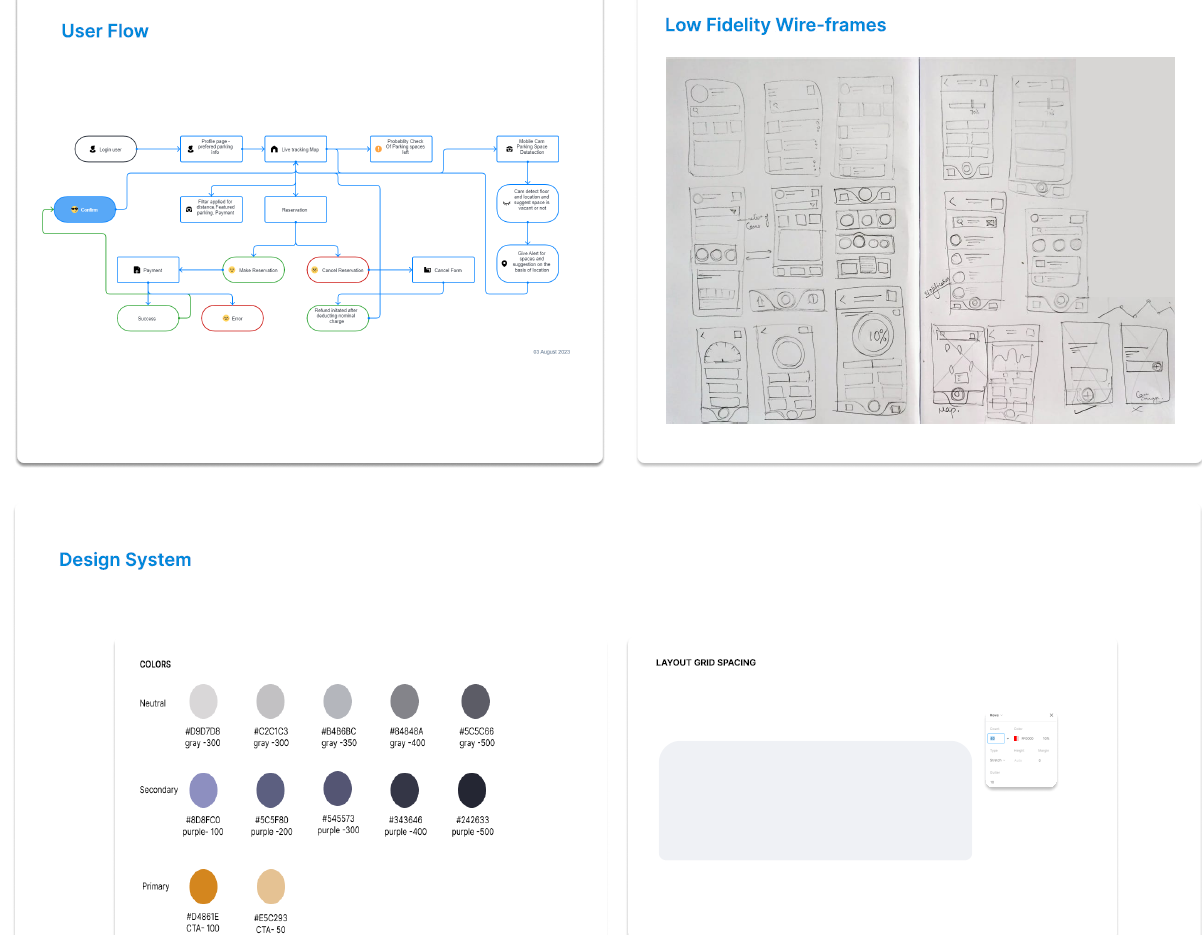 User Flow
Login user
Profile page -
prefered parking
Info
Live tracking Map
Probability Check
Of Parking spaces
left
Mobile Cam
Parking Space
Confirm
Filter applied for
distance Featured
parking. Payment
Reservation
Cam detect floor
and location and
suggest space is
vacant or not
Payment
Make Reservation
Cancel Reservation
Cancel Form
Give Alert for
spaces and
suggestion on the
basis of location
Success
Error
Refund initiated after
deducting nominal
charge
03 August 2023
Low Fidelity Wire-frames
10%
Map.
Design System
COLORS
Neutral
#D9D7D8
gray -300
#C2C1C3
gray -300
#B4B6BC
gray -350
#84848A
gray -400
#5C5C66
gray -500
Secondary
#8D8FC0
purple- 100
#5C5F80
purple -200
#545573
purple -300
#343646
purple -400
#242633
purple -500
Primary
#D4861E
CTA- 100
#E5C293
CTA- 50
LAYOUT GRID SPACING